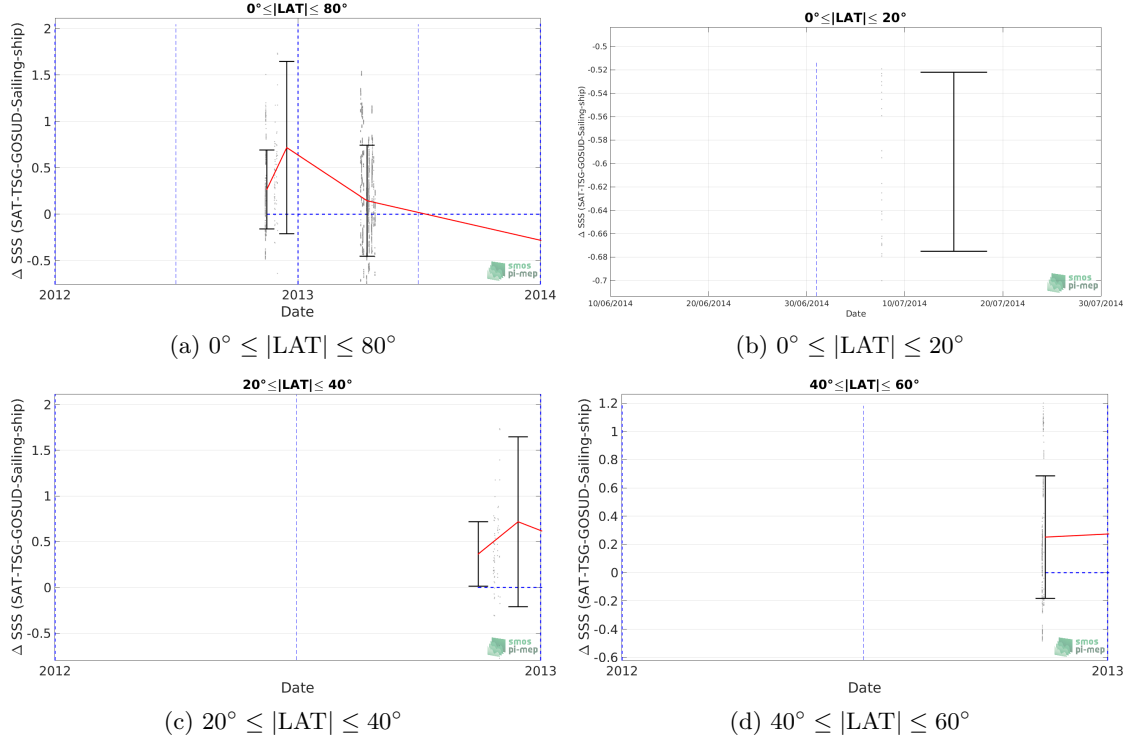 0°≤|LAT|≤ 80°
Δ SSS (SAT-TSG-GOSUD-Sailing-ship)
2
1.5
1
0.5
0
-0.5
2012
2013
2014
Date
smos
pi-mep
(a) 0° ≤ |LAT| ≤ 80°
0°≤|LAT|≤ 20°
Δ SSS (SAT-TSG-GOSUD-Sailing-ship)
-0.5
-0.52
-0.54
-0.56
-0.58
-0.6
-0.62
-0.64
-0.66
-0.68
-0.7
10/06/2014
20/06/2014
30/06/2014
10/07/2014
20/07/2014
30/07/2014
Date
smos
pi-mep
(b) 0° ≤ |LAT| ≤ 20°
20°≤|LAT|≤ 40°
Δ SSS (SAT-TSG-GOSUD-Sailing-ship)
2
1.5
1
0.5
0
-0.5
2012
2013
Date
smos
pi-mep
(c) 20° ≤ |LAT| ≤ 40°
40°≤|LAT|≤ 60°
Δ SSS (SAT-TSG-GOSUD-Sailing-ship)
1.2
1
0.8
0.6
0.4
0.2
0
-0.2
-0.4
-0.6
2012
2013
Date
smos
pi-mep
(d) 40° ≤ |LAT| ≤ 60°